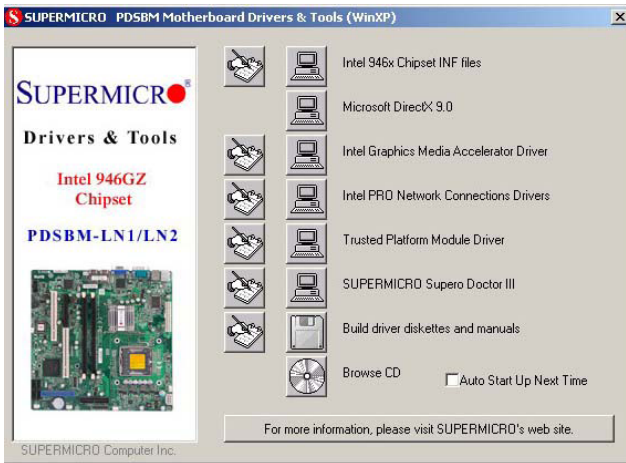 SUPERMICRO PDSBM Motherboard Drivers & Tools (WinXP)
SUPERMICRO®
Drivers & Tools
Intel 946GZ
Chipset
PDSBM-LN1/LN2
SUPERMICRO Computer Inc.
Intel 946x Chipset INF files
Microsoft DirectX 9.0
Intel Graphics Media Accelerator Driver
Intel PRO Network Connections Drivers
Trusted Platform Module Driver
SUPERMICRO Supero Doctor III
Build driver diskettes and manuals
Browse CD
Auto Start Up Next Time
For more information, please visit SUPERMICRO's web site.